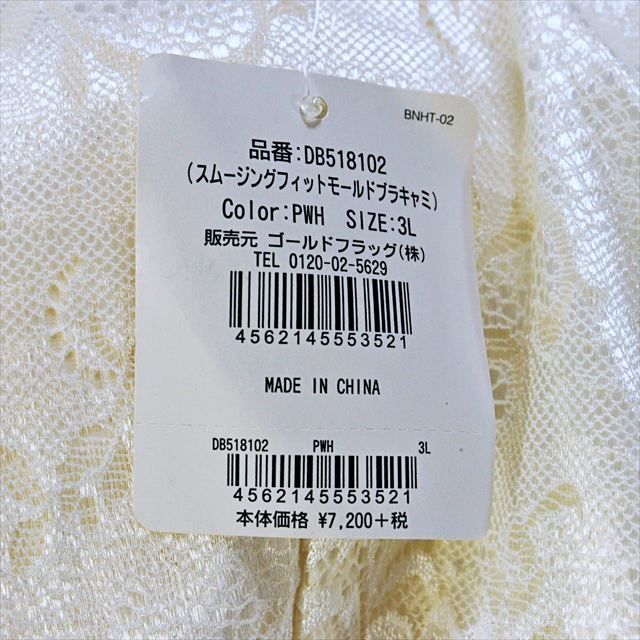 BNHT-02
品番:DB518102
(スムージングフィットモールドブラキャミ)
Color:PWH SIZE:3L
販売元 ゴールドフラッグ(株)
TEL 0120-02-5629
4562145553521
MADE IN CHINA
DB518102 PWH 3L
4562145553521
本体価格 ¥7,200+税